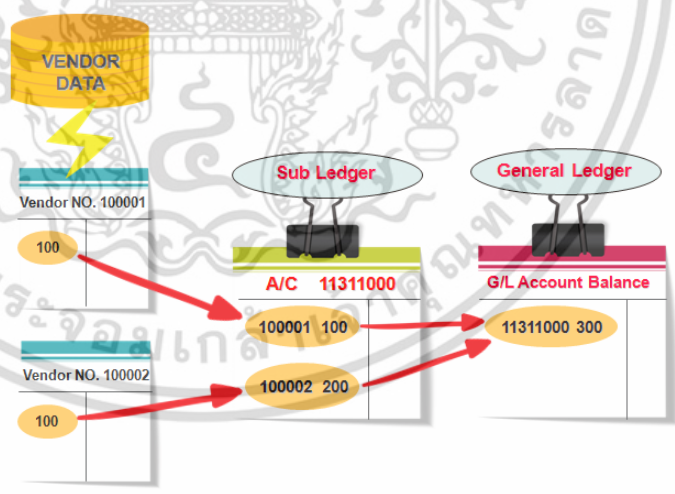 VENDOR
DATA
Vendor NO. 100001
100
Vendor NO. 100002
100
Sub Ledger
A/C 11311000
100001 100
100002 200
General Ledger
G/L Account Balance
11311000 300